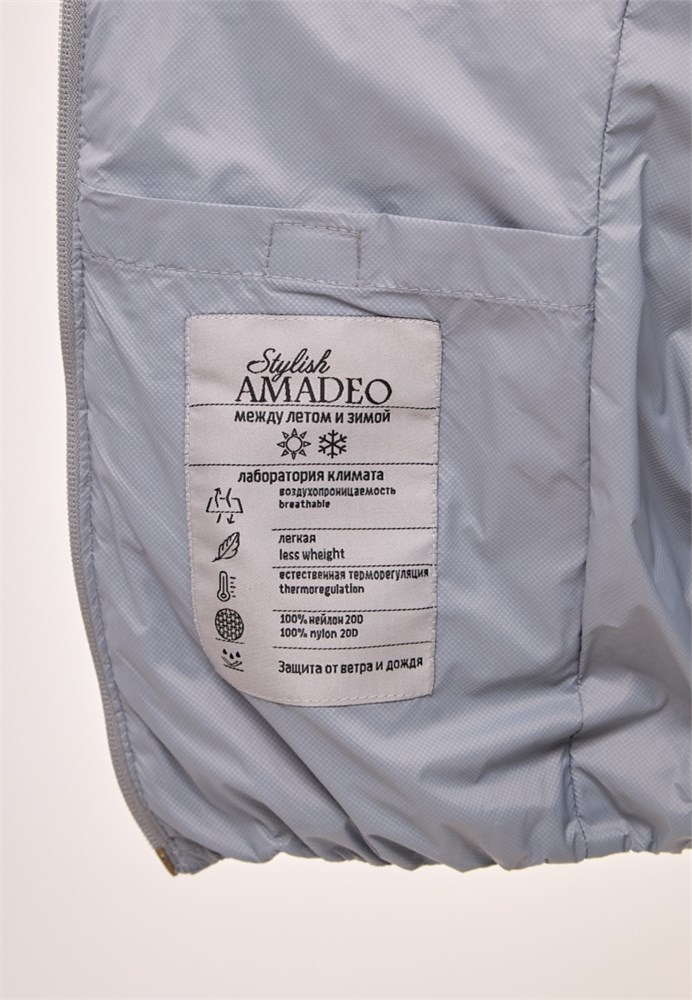 Stylish
AMADEO
между летом и зимой
лаборатория климата
воздухопроницаемость
breathable
легкая
less wheight
естественная терморегуляция
thermoregulation
100% нейлон 20D
100% nylon 20D
Защита от ветра и дождя